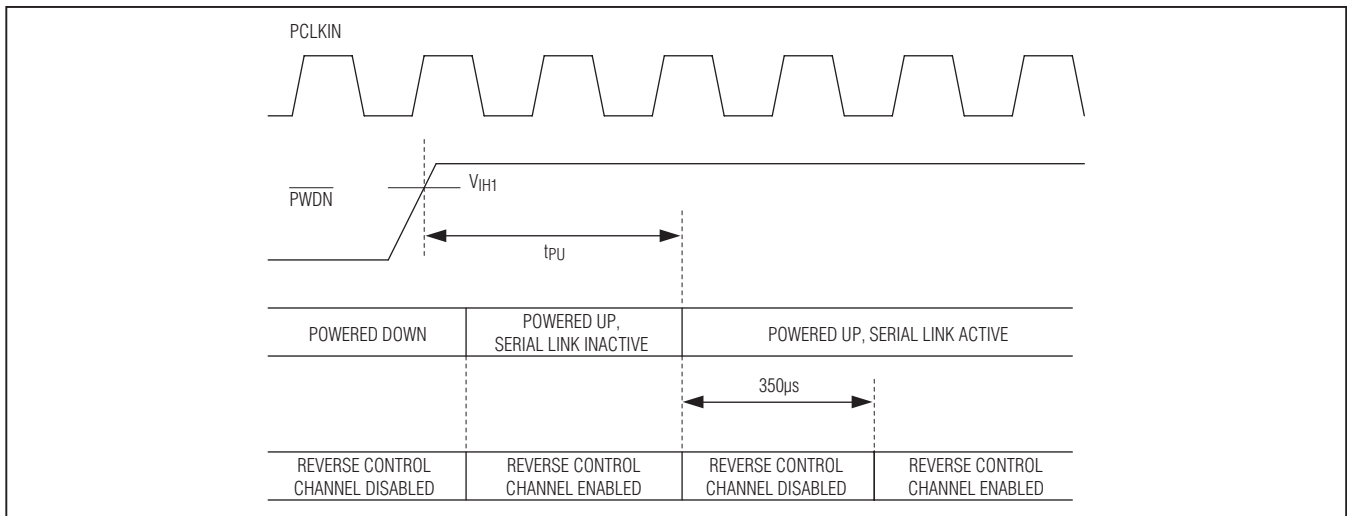 PCLKIN
PWDN
VIH1
tPU
POWERED DOWN
POWERED UP,
SERIAL LINK INACTIVE
POWERED UP, SERIAL LINK ACTIVE
350µs
REVERSE CONTROL
CHANNEL DISABLED
REVERSE CONTROL
CHANNEL ENABLED
REVERSE CONTROL
CHANNEL DISABLED
REVERSE CONTROL
CHANNEL ENABLED